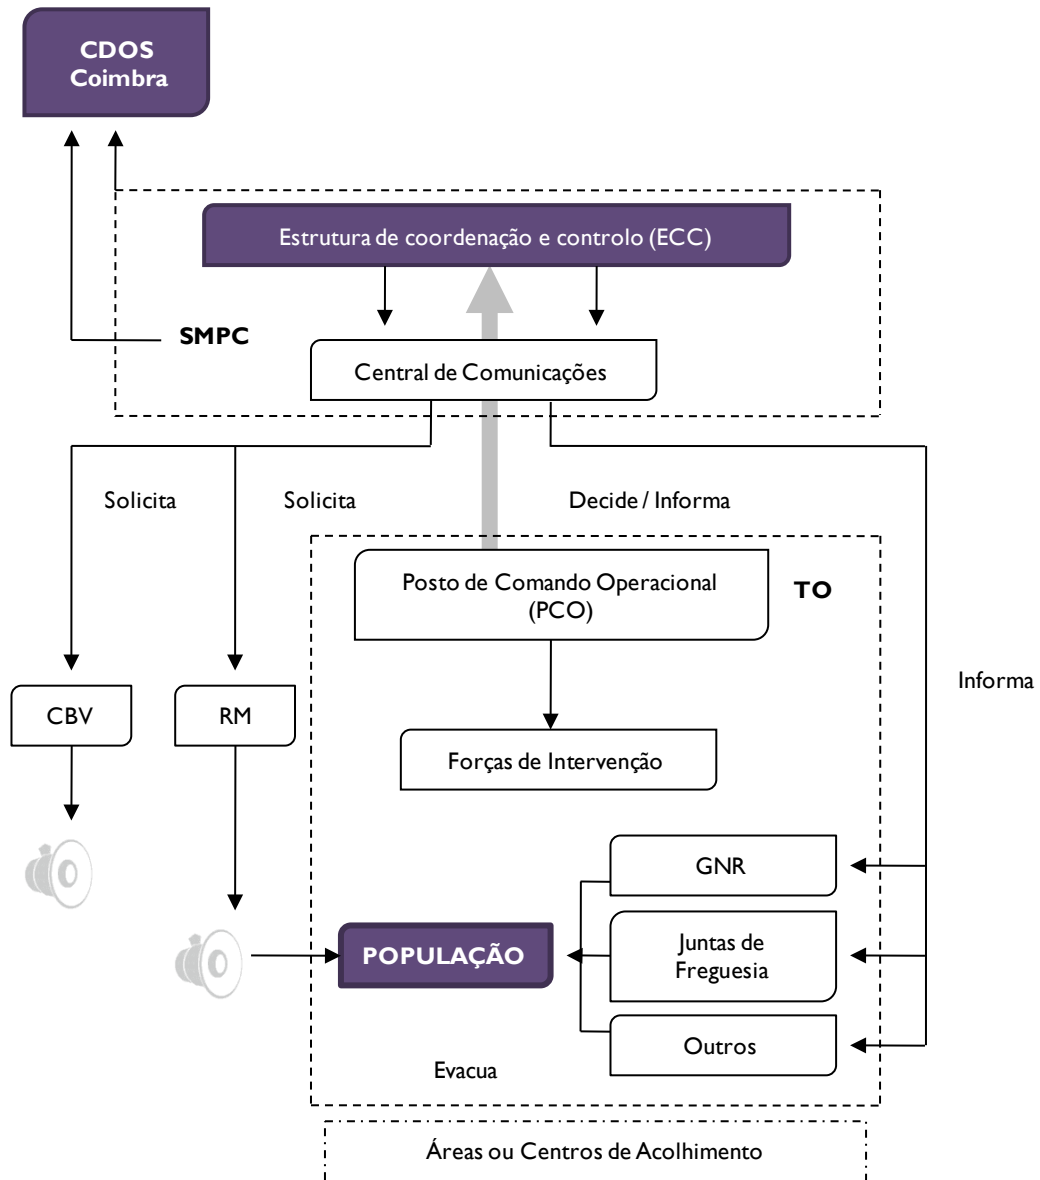 CDOS
Coimbra
Estrutura de coordenação e controlo (ECC)
SMPC
Central de Comunicações
Solicita
Solicita
Decide / Informa
Posto de Comando Operacional
(PCO)
TO
Informa
CBV
RM
Forças de Intervenção
GNR
POPULAÇÃO
Juntas de
Freguesia
Outros
Evacua
Áreas ou Centros de Acolhimento